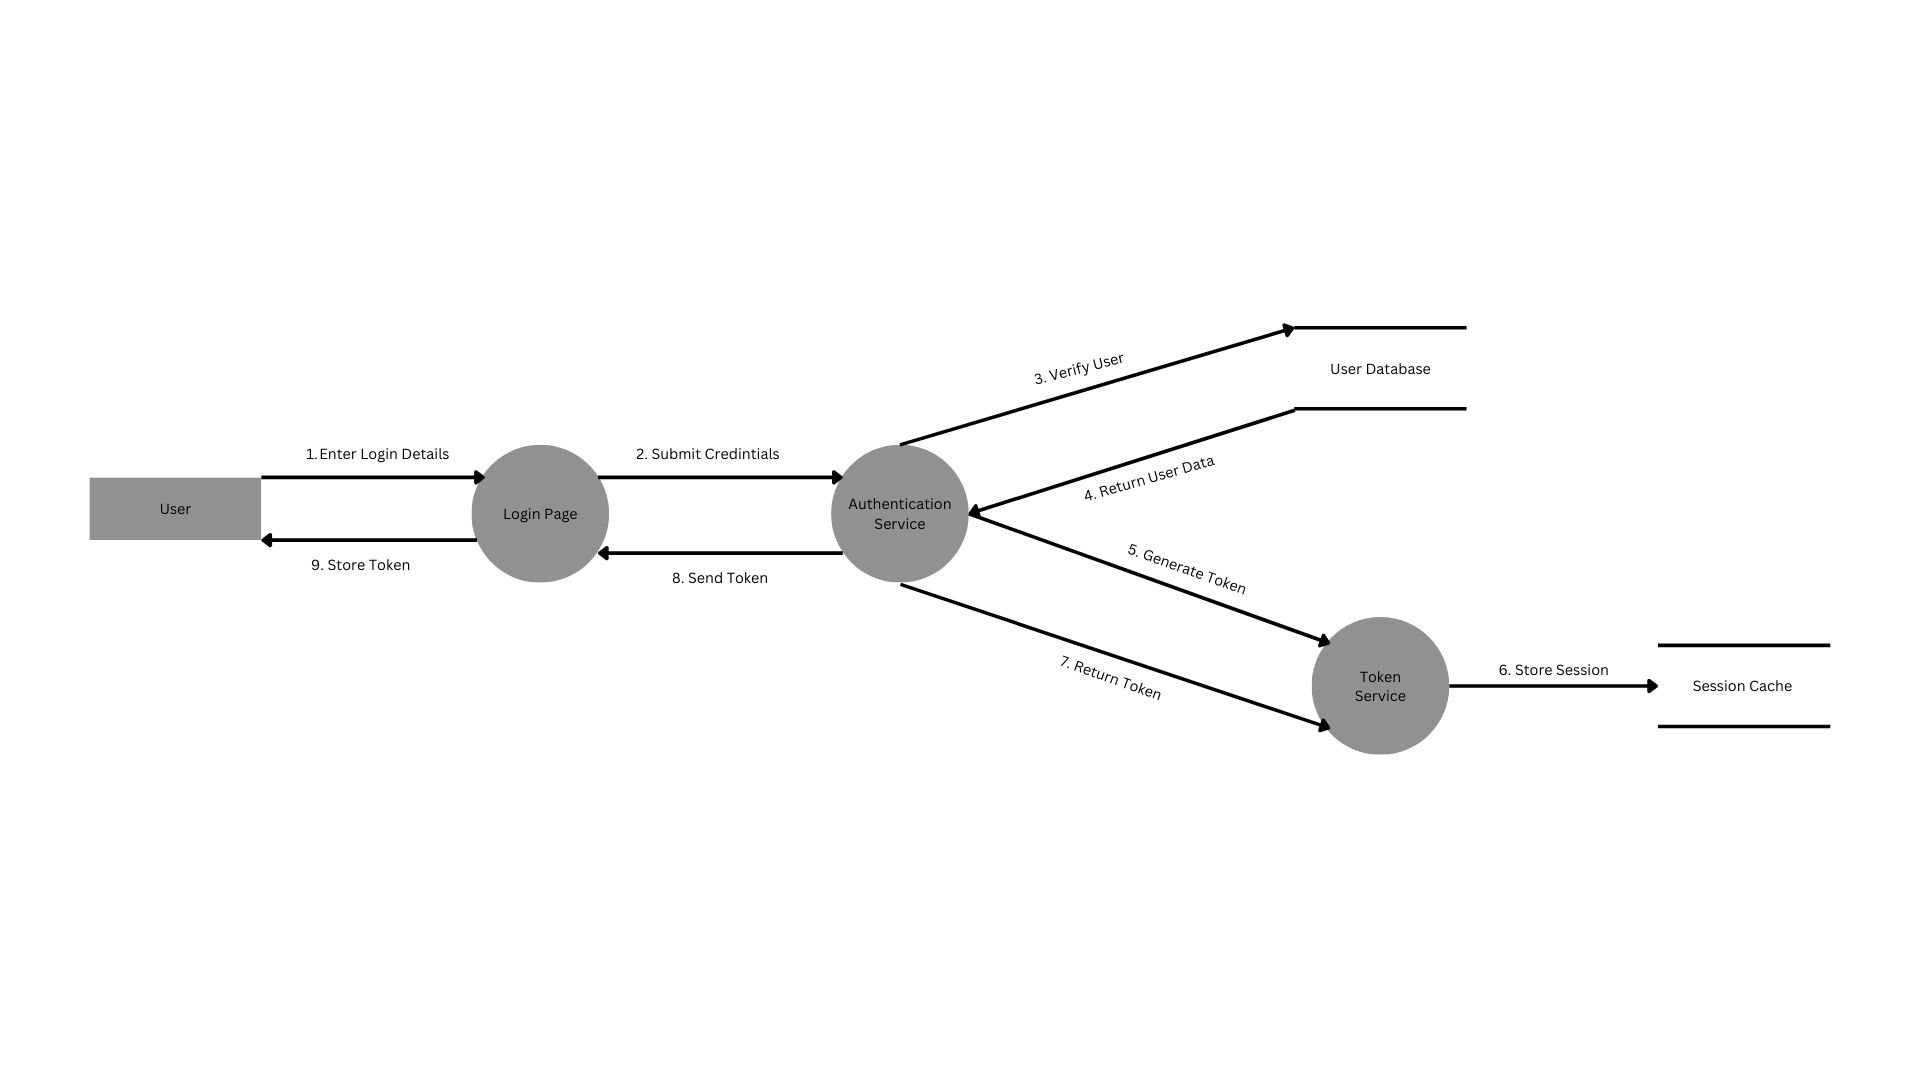 3. Verify User
User Database
1. Enter Login Details
2. Submit Credintials
4. Return User Data
User
Login Page
Authentication
Service
5. Generate Token
9. Store Token
8. Send Token
7. Return Token
Token
Service
6. Store Session
Session Cache